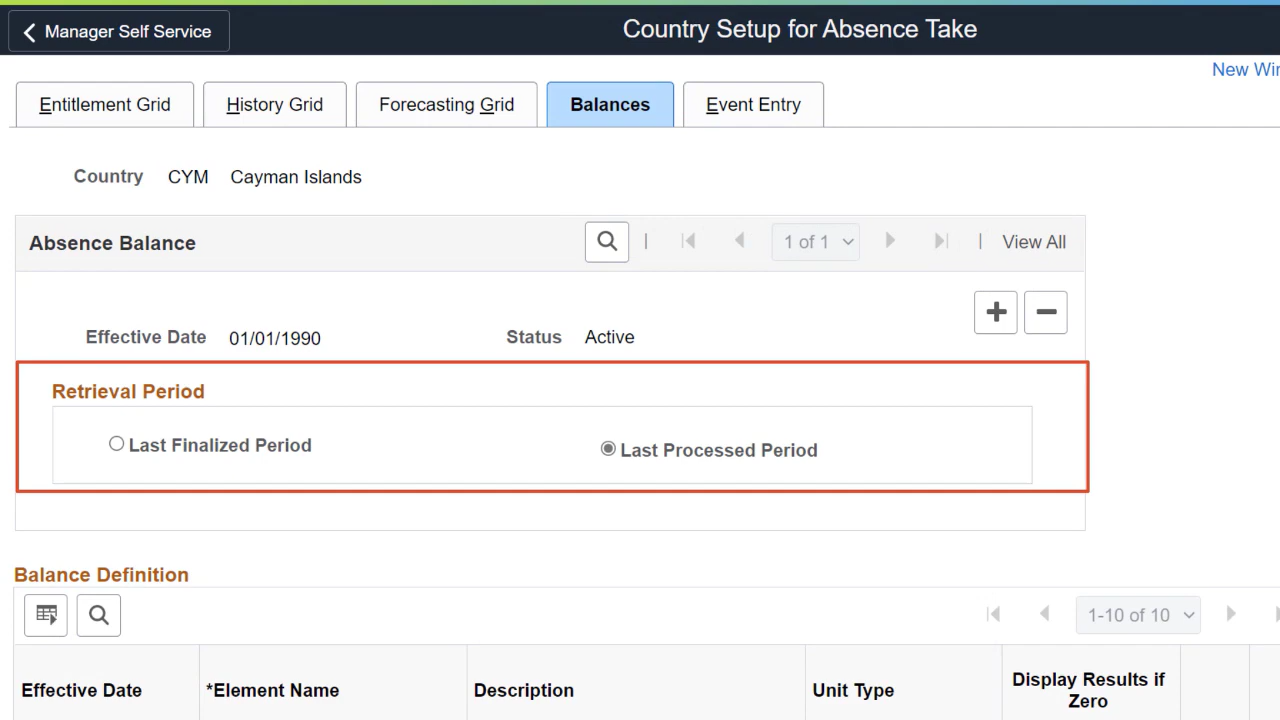 Manager Self Service
Country Setup for Absence Take
New Wi
Entitlement Grid
History Grid
Forecasting Grid
Balances
Event Entry
Country CYM Cayman Islands
Absence Balance
| 1 of 1 | View All
Effective Date 01/01/1990 Status Active
Retrieval Period
Last Finalized Period
Last Processed Period
Balance Definition
1-10 of 10
Effective Date
*Element Name
Description
Unit Type
Display Results if
Zero